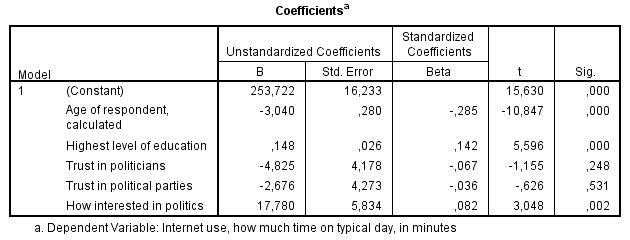 Coefficientsa
Unstandardized Coefficients Standardized Coefficients
Model B Std. Error Beta t Sig.
1 (Constant) 253,722 16,233 15,630 ,000
Age of respondent, calculated -3,040 ,280 -,285 -10,847 ,000
Highest level of education ,148 ,026 ,142 5,596 ,000
Trust in politicians -4,825 4,178 -,067 -1,155 ,248
Trust in political parties -2,676 4,273 -,036 -,626 ,531
How interested in politics 17,780 5,834 ,082 3,048 ,002
a. Dependent Variable: Internet use, how much time on typical day, in minutes